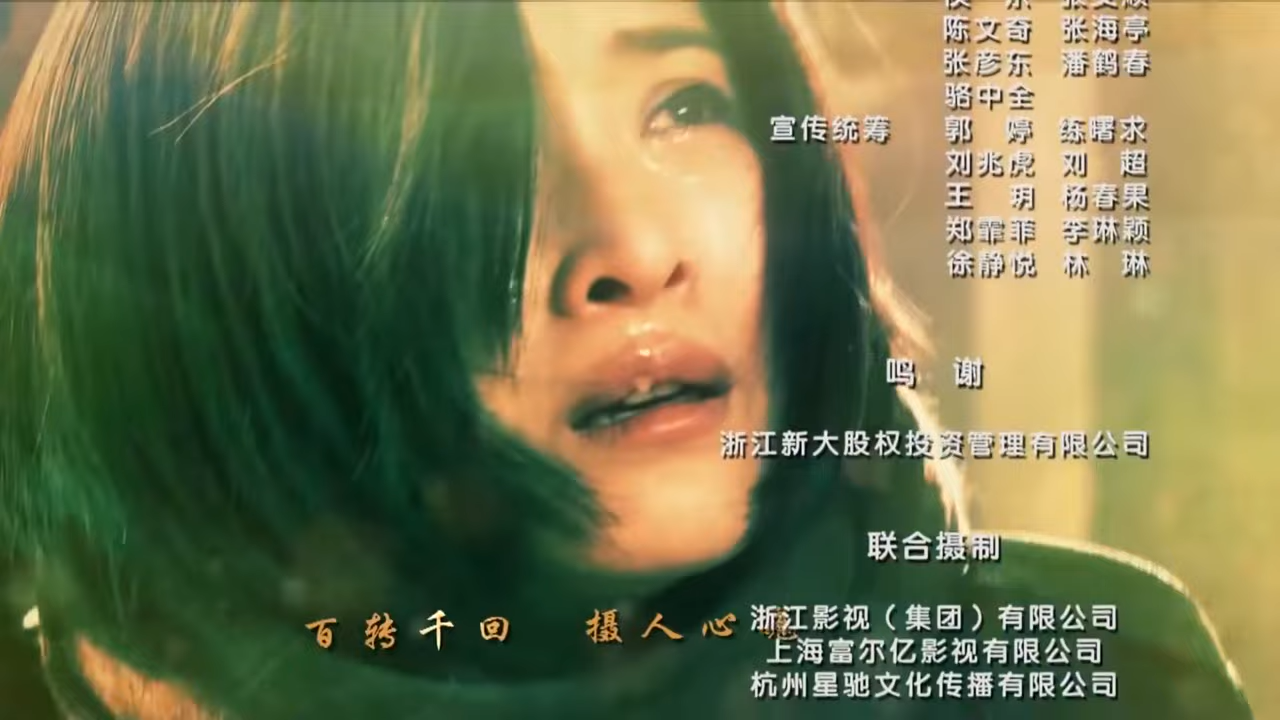 陈文奇 张海亭
张彦东 潘鹤春
骆中全
宣传统筹 郭 婷 练曙求
刘兆虎 刘 超
王 玥 杨春果
郑霏菲 李琳颖
徐静悦 林 琳
鸣 谢
浙江新大股权投资管理有限公司
联合摄制
浙江影视（集团）有限公司
上海富尔亿影视有限公司
杭州星驰文化传播有限公司
百转千回 摄人心魂